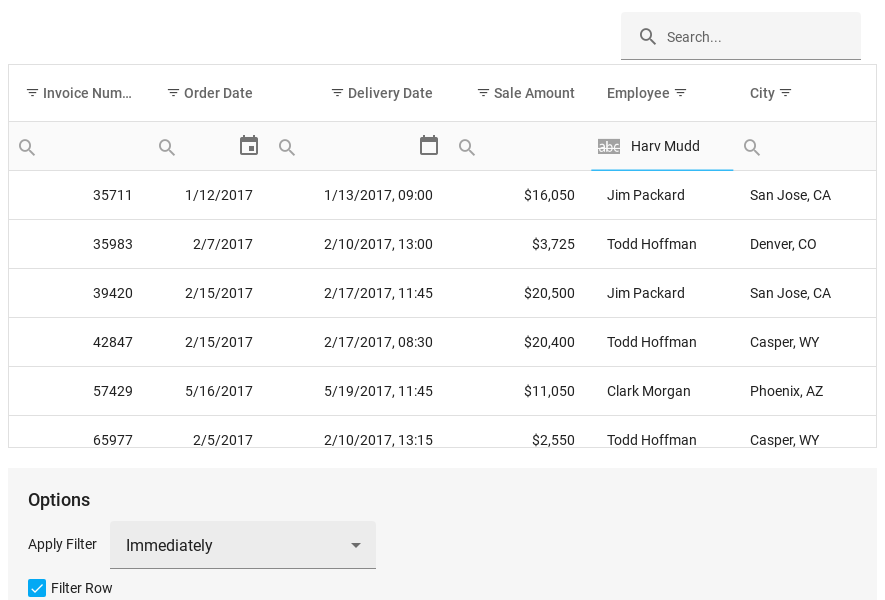 Search...
Invoice Num... Order Date Delivery Date Sale Amount Employee City
abc Harv Mudd
35711 1/12/2017 1/13/2017, 09:00 $16,050 Jim Packard San Jose, CA
35983 2/7/2017 2/10/2017, 13:00 $3,725 Todd Hoffman Denver, CO
39420 2/15/2017 2/17/2017, 11:45 $20,500 Jim Packard San Jose, CA
42847 2/15/2017 2/17/2017, 08:30 $20,400 Todd Hoffman Casper, WY
57429 5/16/2017 5/19/2017, 11:45 $11,050 Clark Morgan Phoenix, AZ
65977 2/5/2017 2/10/2017, 13:15 $2,550 Todd Hoffman Casper, WY
Options
Apply Filter Immediately
Filter Row